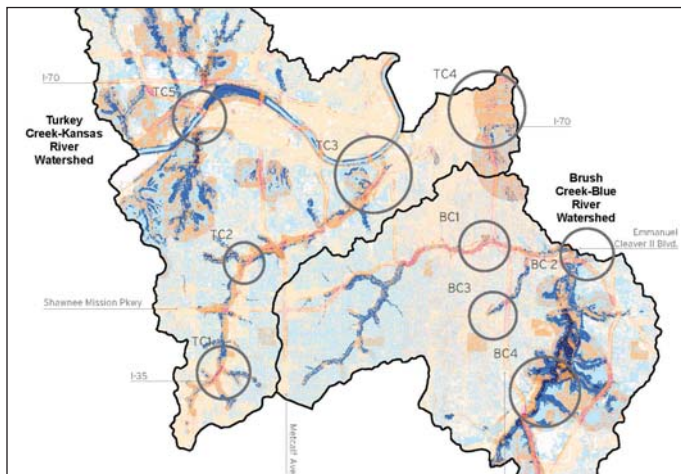 I-70
TC5
TC4
Turkey
Creek-Kansas
River
Watershed
I-70
TC3
Brush
Creek-Blue
River
Watershed
BC1
Emmanuel
Cleaver II Blvd.
TC2
BC 2
BC3
Shawnee Mission Pkwy
TC1
BC4
I-35
Metcalf Ave